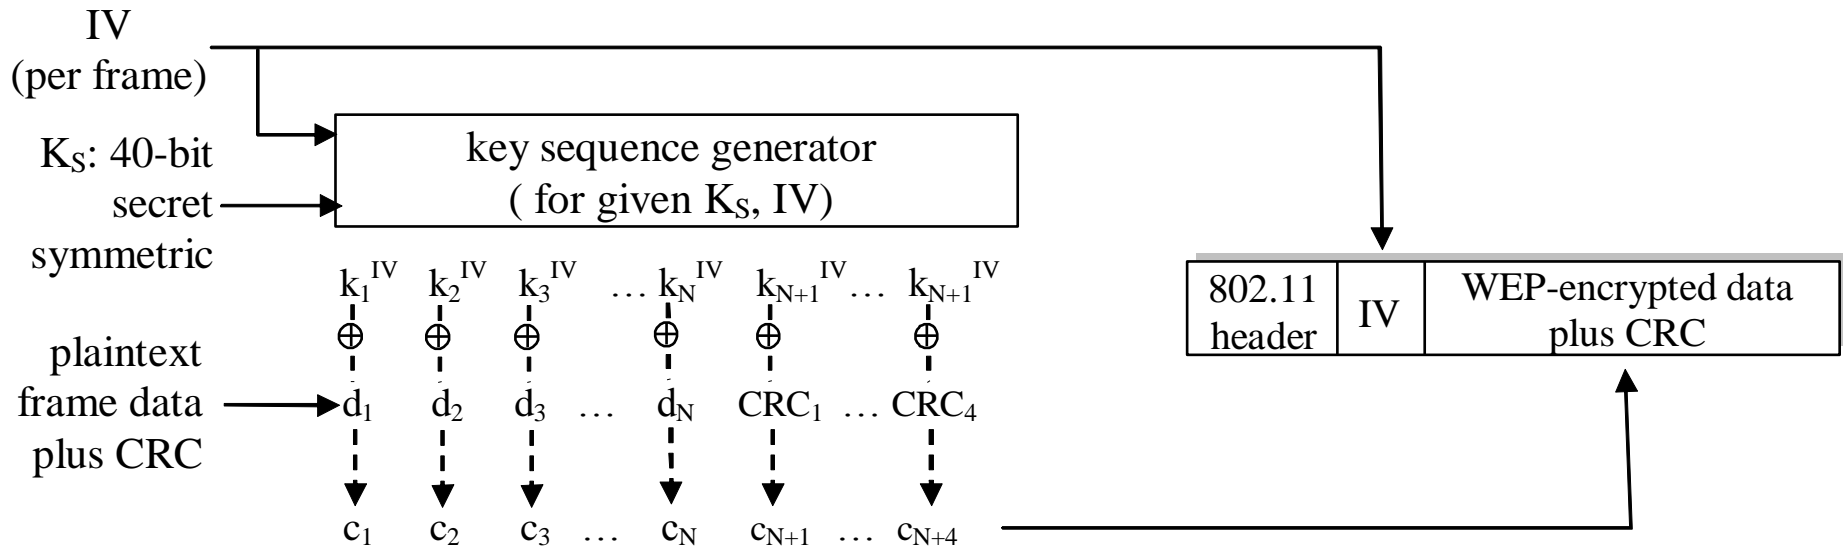 IV
(per frame)
K_S: 40-bit
secret
symmetric
key sequence generator
( for given K_S, IV)
k_1^IV k_2^IV k_3^IV … k_N^IV k_N+1^IV … k_N+1^IV
plaintext
frame data
plus CRC
d_1 d_2 d_3 … d_N CRC_1 … CRC_4
c_1 c_2 c_3 … c_N c_N+1 … c_N+4
802.11
header
IV
WEP-encrypted data
plus CRC